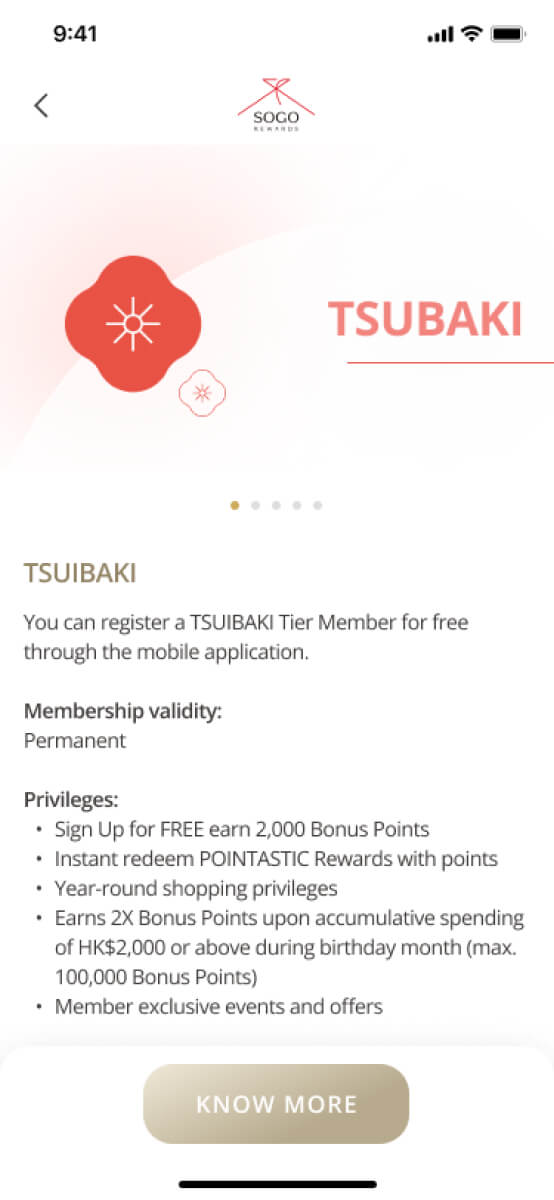 9:41
SOGO
REWARDS
TSUBAKI
TSUIBAKI
You can register a TSUIBAKI Tier Member for free
through the mobile application.
Membership validity:
Permanent
Privileges:
• Sign Up for FREE earn 2,000 Bonus Points
• Instant redeem POINTASTIC Rewards with points
• Year-round shopping privileges
• Earns 2X Bonus Points upon accumulative spending
of HK$2,000 or above during birthday month (max.
100,000 Bonus Points)
• Member exclusive events and offers
KNOW MORE